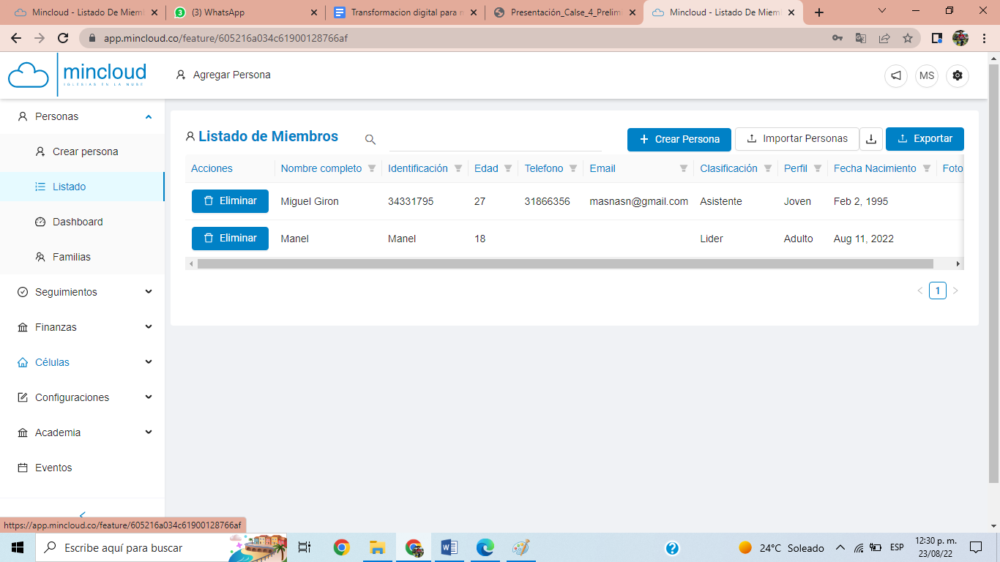 Mincloud - Listado De Miem
(3) WhatsApp
Transformacion digital para
Presentación_Calse_4_Prelim
Mincloud - Listado De Miem
app.mincloud.co/feature/605216a034c61900128766af
mincloud
IGLESIAS EN LA NUBE
Agregar Persona
MS
Personas
Crear persona
Listado
Dashboard
Familias
Seguimientos
Finanzas
Células
Configuraciones
Academia
Eventos
Listado de Miembros
+ Crear Persona
Importar Personas
Exportar
Acciones Nombre completo Identificación Edad Telefono Email Clasificación Perfil Fecha Nacimiento Foto
Eliminar Miguel Giron 34331795 27 31866356 masnasn@gmail.com Asistente Joven Feb 2, 1995
Eliminar Manel Manel 18 Lider Adulto Aug 11, 2022
1
https://app.mincloud.co/feature/605216a034c61900128766af
Escribe aquí para buscar
24°C Soleado
ESP
12:30 p. m.
23/08/22